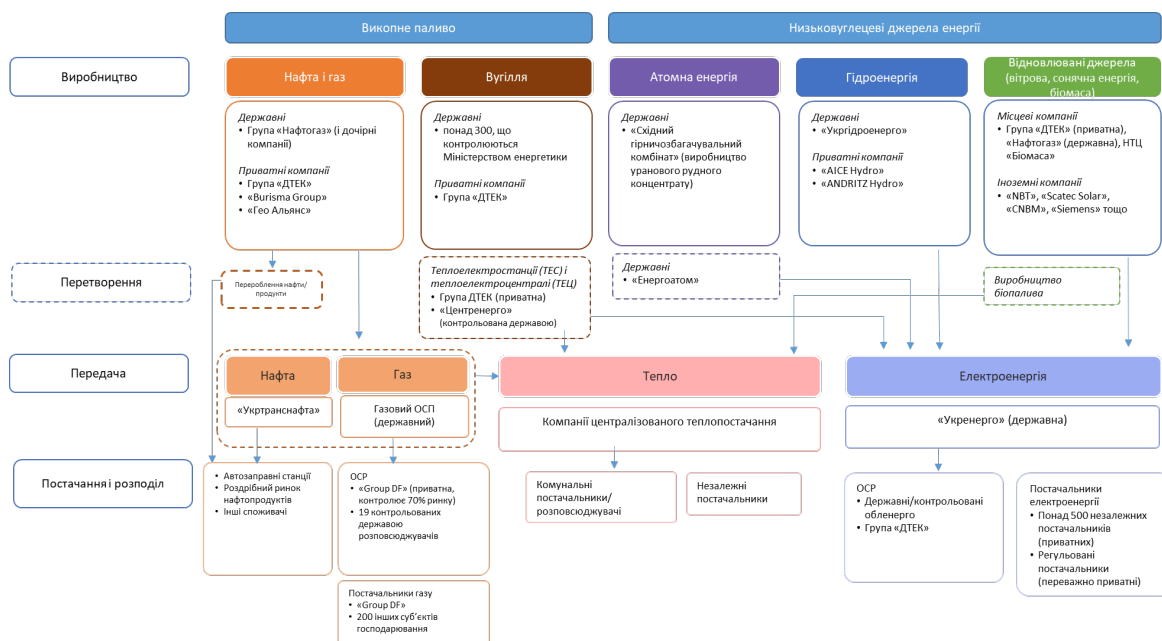 Викопне паливо
Низьковуглецеві джерела енергії
Виробництво
Нафта і газ
Вугілля
Атомна енергія
Гідроенергія
Відновлювані джерела
(вітрова, сонячна енергія,
біомаса)
Державні
• Група «Нафтогаз» (і дочірні
компанії)
Приватні компанії
• Група «ДТЕК»
• «Burisma Group»
• «Гео Альянс»
Державні
• понад 300, що
контролюються
Міністерством енергетики
Приватні компанії
• Група «ДТЕК»
Державні
• «Східний
гірничозбагачувальний
комбінат» (виробництво
уранового рудного
концентрату)
Державні
• «Укргідроенерго»
Приватні компанії
• «AICE Hydro»
• «ANDRITZ Hydro»
Місцеві компанії
• Група «ДТЕК» (приватна),
«Нафтогаз» (державна), НТЦ
«Біомаса»
Іноземні компанії
• «NBT», «Scatec Solar»,
«CNBM», «Siemens» тощо
Перетворення
Перероблення нафти/
продукти
Теплоелектростанції (ТЕС) і
теплоелектроцентралі (ТЕЦ)
• Група ДТЕК (приватна)
• «Центренерго»
(контрольована державою)
Державні
• «Енергоатом»
Виробництво
біопалива
Передача
Нафта
Газ
Тепло
Електроенергія
«Укртранснафта»
Газовий ОСП
(державний)
Компанії централізованого теплопостачання
«Укренерго» (державна)
Постачання і розподіл
• Автозаправні станції
• Роздрібний ринок
нафтопродуктів
• Інші споживачі
ОСР
• «Group DF» (приватна,
контролює 70% ринку)
• 19 контрольованих
державою
розповсюджувачів
Комунальні
постачальники/
розповсюджувачі
Незалежні
постачальники
ОСР
• Державні/контрольовані
обленерго
• Група «ДТЕК»
Постачальники
електроенергії
• Понад 500 незалежних
постачальників
(приватних)
• Регульовані
постачальники
(переважно приватні)
Постачальники газу
• «Group DF»
• 200 інших суб'єктів
господарювання